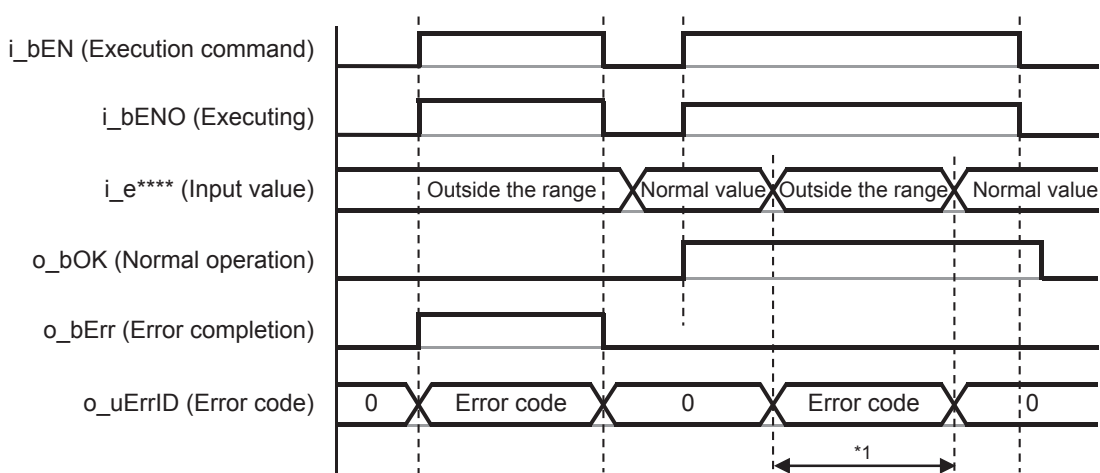 i_bEN (Execution command)
i_bENO (Executing)
i_e**** (Input value)
Outside the range
Normal value
Outside the range
Normal value
o_bOK (Normal operation)
o_bErr (Error completion)
o_uErrID (Error code)
0
Error code
0
Error code
0
*1